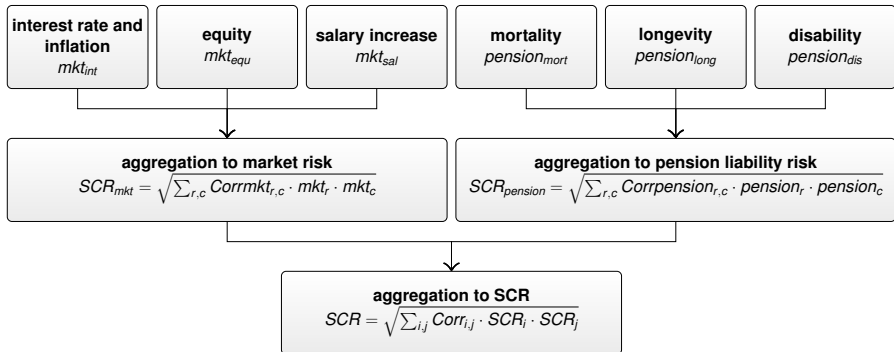 interest rate and
inflation
mkt_int
equity
mkt_equ
salary increase
mkt_sal
mortality
pension_mort
longevity
pension_long
disability
pension_dis
aggregation to market risk
SCR_mkt = √(∑_r,c Corrmkt_r,c · mkt_r · mkt_c)
aggregation to pension liability risk
SCR_pension = √(∑_r,c Corrpension_r,c · pension_r · pension_c)
aggregation to SCR
SCR = √(∑_i,j Corr_i,j · SCR_i · SCR_j)